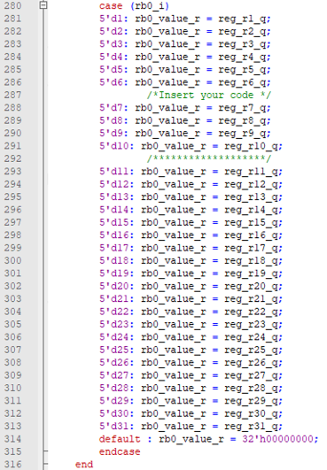 280 case (rb0_i)
281 5'd1: rb0_value_r = reg_r1_q;
282 5'd2: rb0_value_r = reg_r2_q;
283 5'd3: rb0_value_r = reg_r3_q;
284 5'd4: rb0_value_r = reg_r4_q;
285 5'd5: rb0_value_r = reg_r5_q;
286 5'd6: rb0_value_r = reg_r6_q;
287 /*Insert your code */
288 5'd7: rb0_value_r = reg_r7_q;
289 5'd8: rb0_value_r = reg_r8_q;
290 5'd9: rb0_value_r = reg_r9_q;
291 5'd10: rb0_value_r = reg_r10_q;
292 /*******************/
293 5'd11: rb0_value_r = reg_r11_q;
294 5'd12: rb0_value_r = reg_r12_q;
295 5'd13: rb0_value_r = reg_r13_q;
296 5'd14: rb0_value_r = reg_r14_q;
297 5'd15: rb0_value_r = reg_r15_q;
298 5'd16: rb0_value_r = reg_r16_q;
299 5'd17: rb0_value_r = reg_r17_q;
300 5'd18: rb0_value_r = reg_r18_q;
301 5'd19: rb0_value_r = reg_r19_q;
302 5'd20: rb0_value_r = reg_r20_q;
303 5'd21: rb0_value_r = reg_r21_q;
304 5'd22: rb0_value_r = reg_r22_q;
305 5'd23: rb0_value_r = reg_r23_q;
306 5'd24: rb0_value_r = reg_r24_q;
307 5'd25: rb0_value_r = reg_r25_q;
308 5'd26: rb0_value_r = reg_r26_q;
309 5'd27: rb0_value_r = reg_r27_q;
310 5'd28: rb0_value_r = reg_r28_q;
311 5'd29: rb0_value_r = reg_r29_q;
312 5'd30: rb0_value_r = reg_r30_q;
313 5'd31: rb0_value_r = reg_r31_q;
314 default : rb0_value_r = 32'h00000000;
315 endcase
316 end